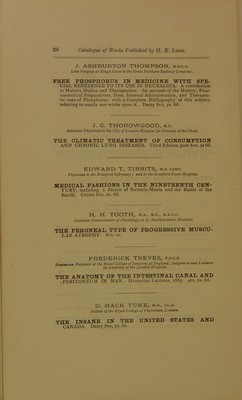 20 Catalogue of Works Published by H. K. Lewis.
J. ASHBURTON THOMPSON, M.R.C.S.
Late Surgeon at King's Cross to the Great Northern Railway Company.
FREE PHOSPHORUS IN MEDICINE WITH SPE-
CIAL REFERENCE TO ITS USE IN NEURALGIA. A contribution
to Materia Medica and Therapeutics. An account of the History, Phar-
maceutical Preparations, Dose, Internal Administration, and Therapeu-
tic uses of Phosphorus; with a Complete Bibliography of this subject,
referring to nearly 200 works upon it. Demy 8vo, 7s. 6d.
J. C. THOROWGOOD, M.D.
Assistant Physician to the City of London Hospital for Diseases of the Chest.
THE CLIMATIC TREATMENT OF CONSUMPTION
AND CHRONIC LUNG DISEASES. Third Edition, post 8vo, 3s 6d.
EDWARD T. TIBBITS, M.D. LOND.
Physician to the Bradford Infirmary; and to the Bradford Fever Hospital.
MEDICAL FASHIONS IN THE NINETEENTH CEN-
TURY, including a Sketch of Bacterio-Mania and the Battle of the
Bacilli. Crown 8vo, 2s. 6d.
H. H. TOOTH, M.A., M.D., M.R.C.P.
Assistant Demonstrator of Physiology at St. Bartholomew's Hospital.
THE PERONEAL TYPE OF PROGRESSIVE MUSCU-
LAR ATROPHY. 8vo, 1s.
FREDERICK TREVES, F.R.C.S.
Hunterian Professor at the Royal College of Surgeons of England; Surgeon to and Lecturer
on Anatomy at the London Hospital.
THE ANATOMY OF THE INTESTINAL CANAL AND
PERITONEUM IN MAN. Hunterian Lectures, 1885. 4to, 2s. 6d.
D. HACK TUKE, M.D., LL.D.
Fellow of the Royal College of Physicians, London.
THE INSANE IN THE UNITED STATES AND
CANADA. Demy 8vo, 7s. 6d.